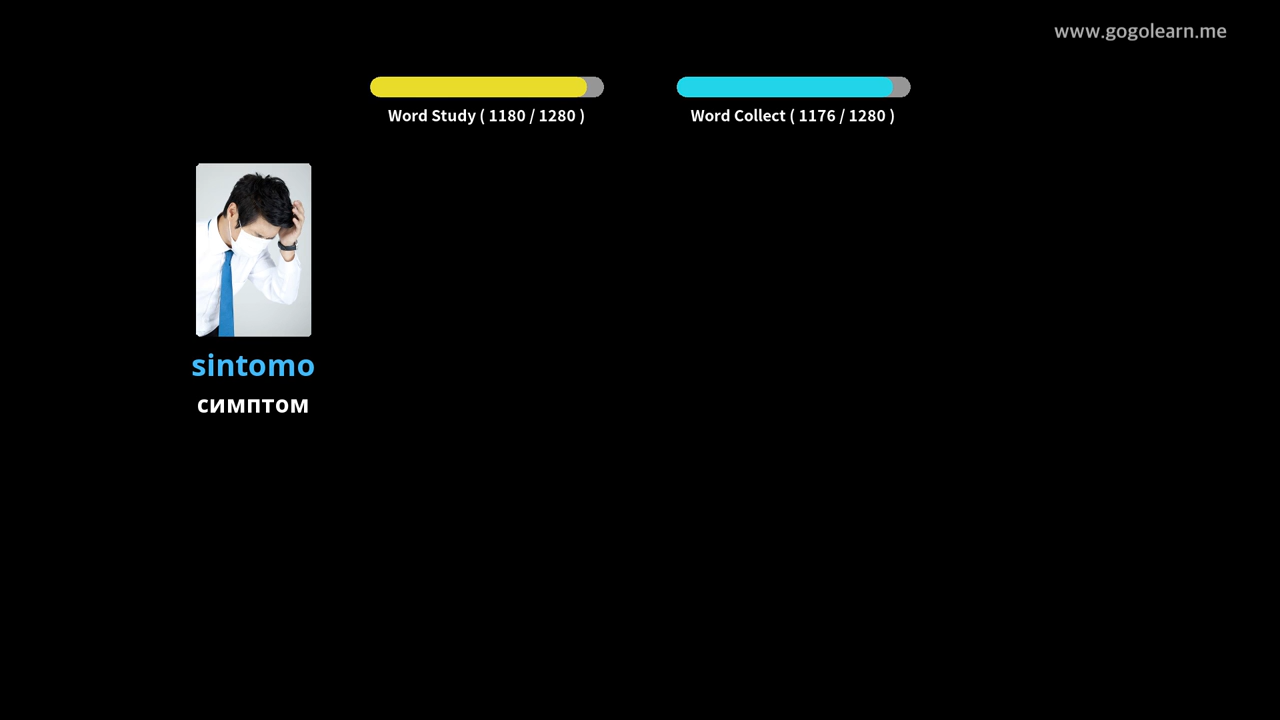 www.gogolearn.me
Word Study ( 1180 / 1280 )
Word Collect ( 1176 / 1280 )
sintomo
симптом